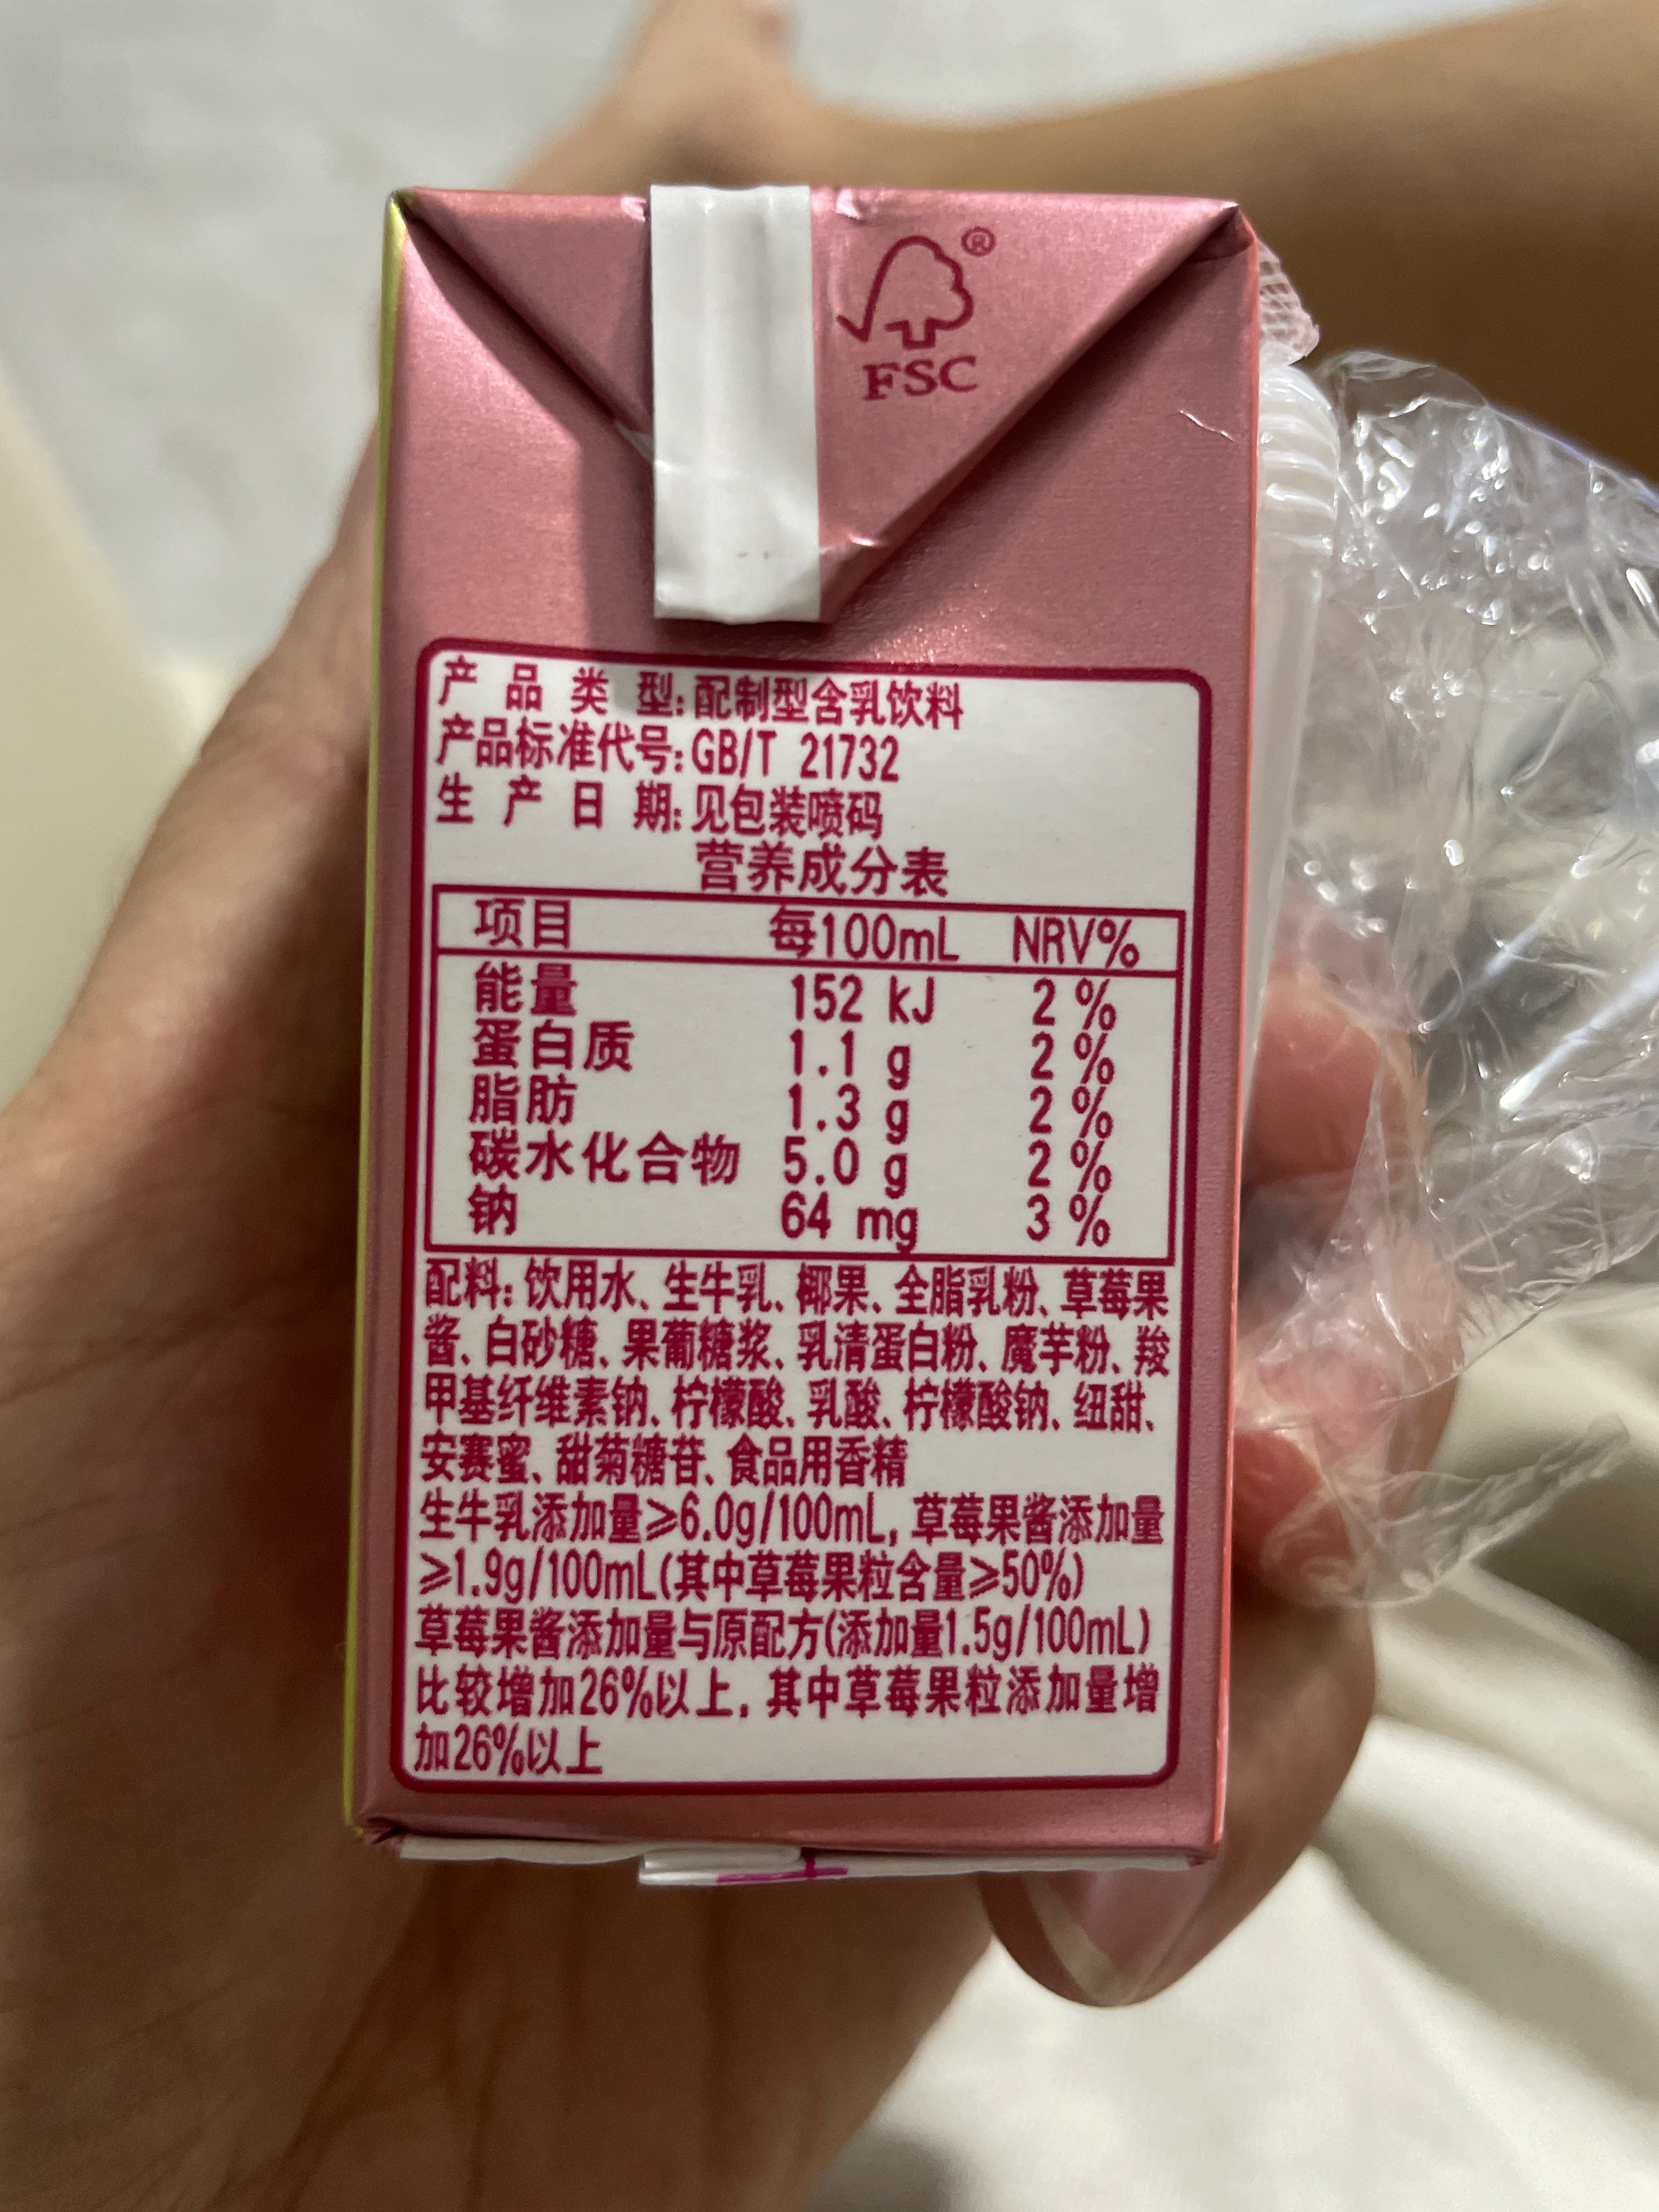 ®
FSC
产品类型:配制型含乳饮料
产品标准代号:GB/T 21732
生产日期:见包装喷码
营养成分表
项目 每100mL NRV%
能量 152 kJ 2 %
蛋白质 1.1 g 2 %
脂肪 1.3 g 2 %
碳水化合物 5.0 g 2 %
钠 64 mg 3 %
配料:饮用水、生牛乳、椰果、全脂乳粉、草莓果
酱、白砂糖、果葡糖浆、乳清蛋白粉、魔芋粉、羧
甲基纤维素钠、柠檬酸、乳酸、柠檬酸钠、纽甜、
安赛蜜、甜菊糖苷、食品用香精
生牛乳添加量≥6.0g/100mL,草莓果酱添加量
≥1.9g/100mL(其中草莓果粒含量≥50%)
草莓果酱添加量与原配方(添加量1.5g/100mL)
比较增加26%以上,其中草莓果粒添加量增
加26%以上